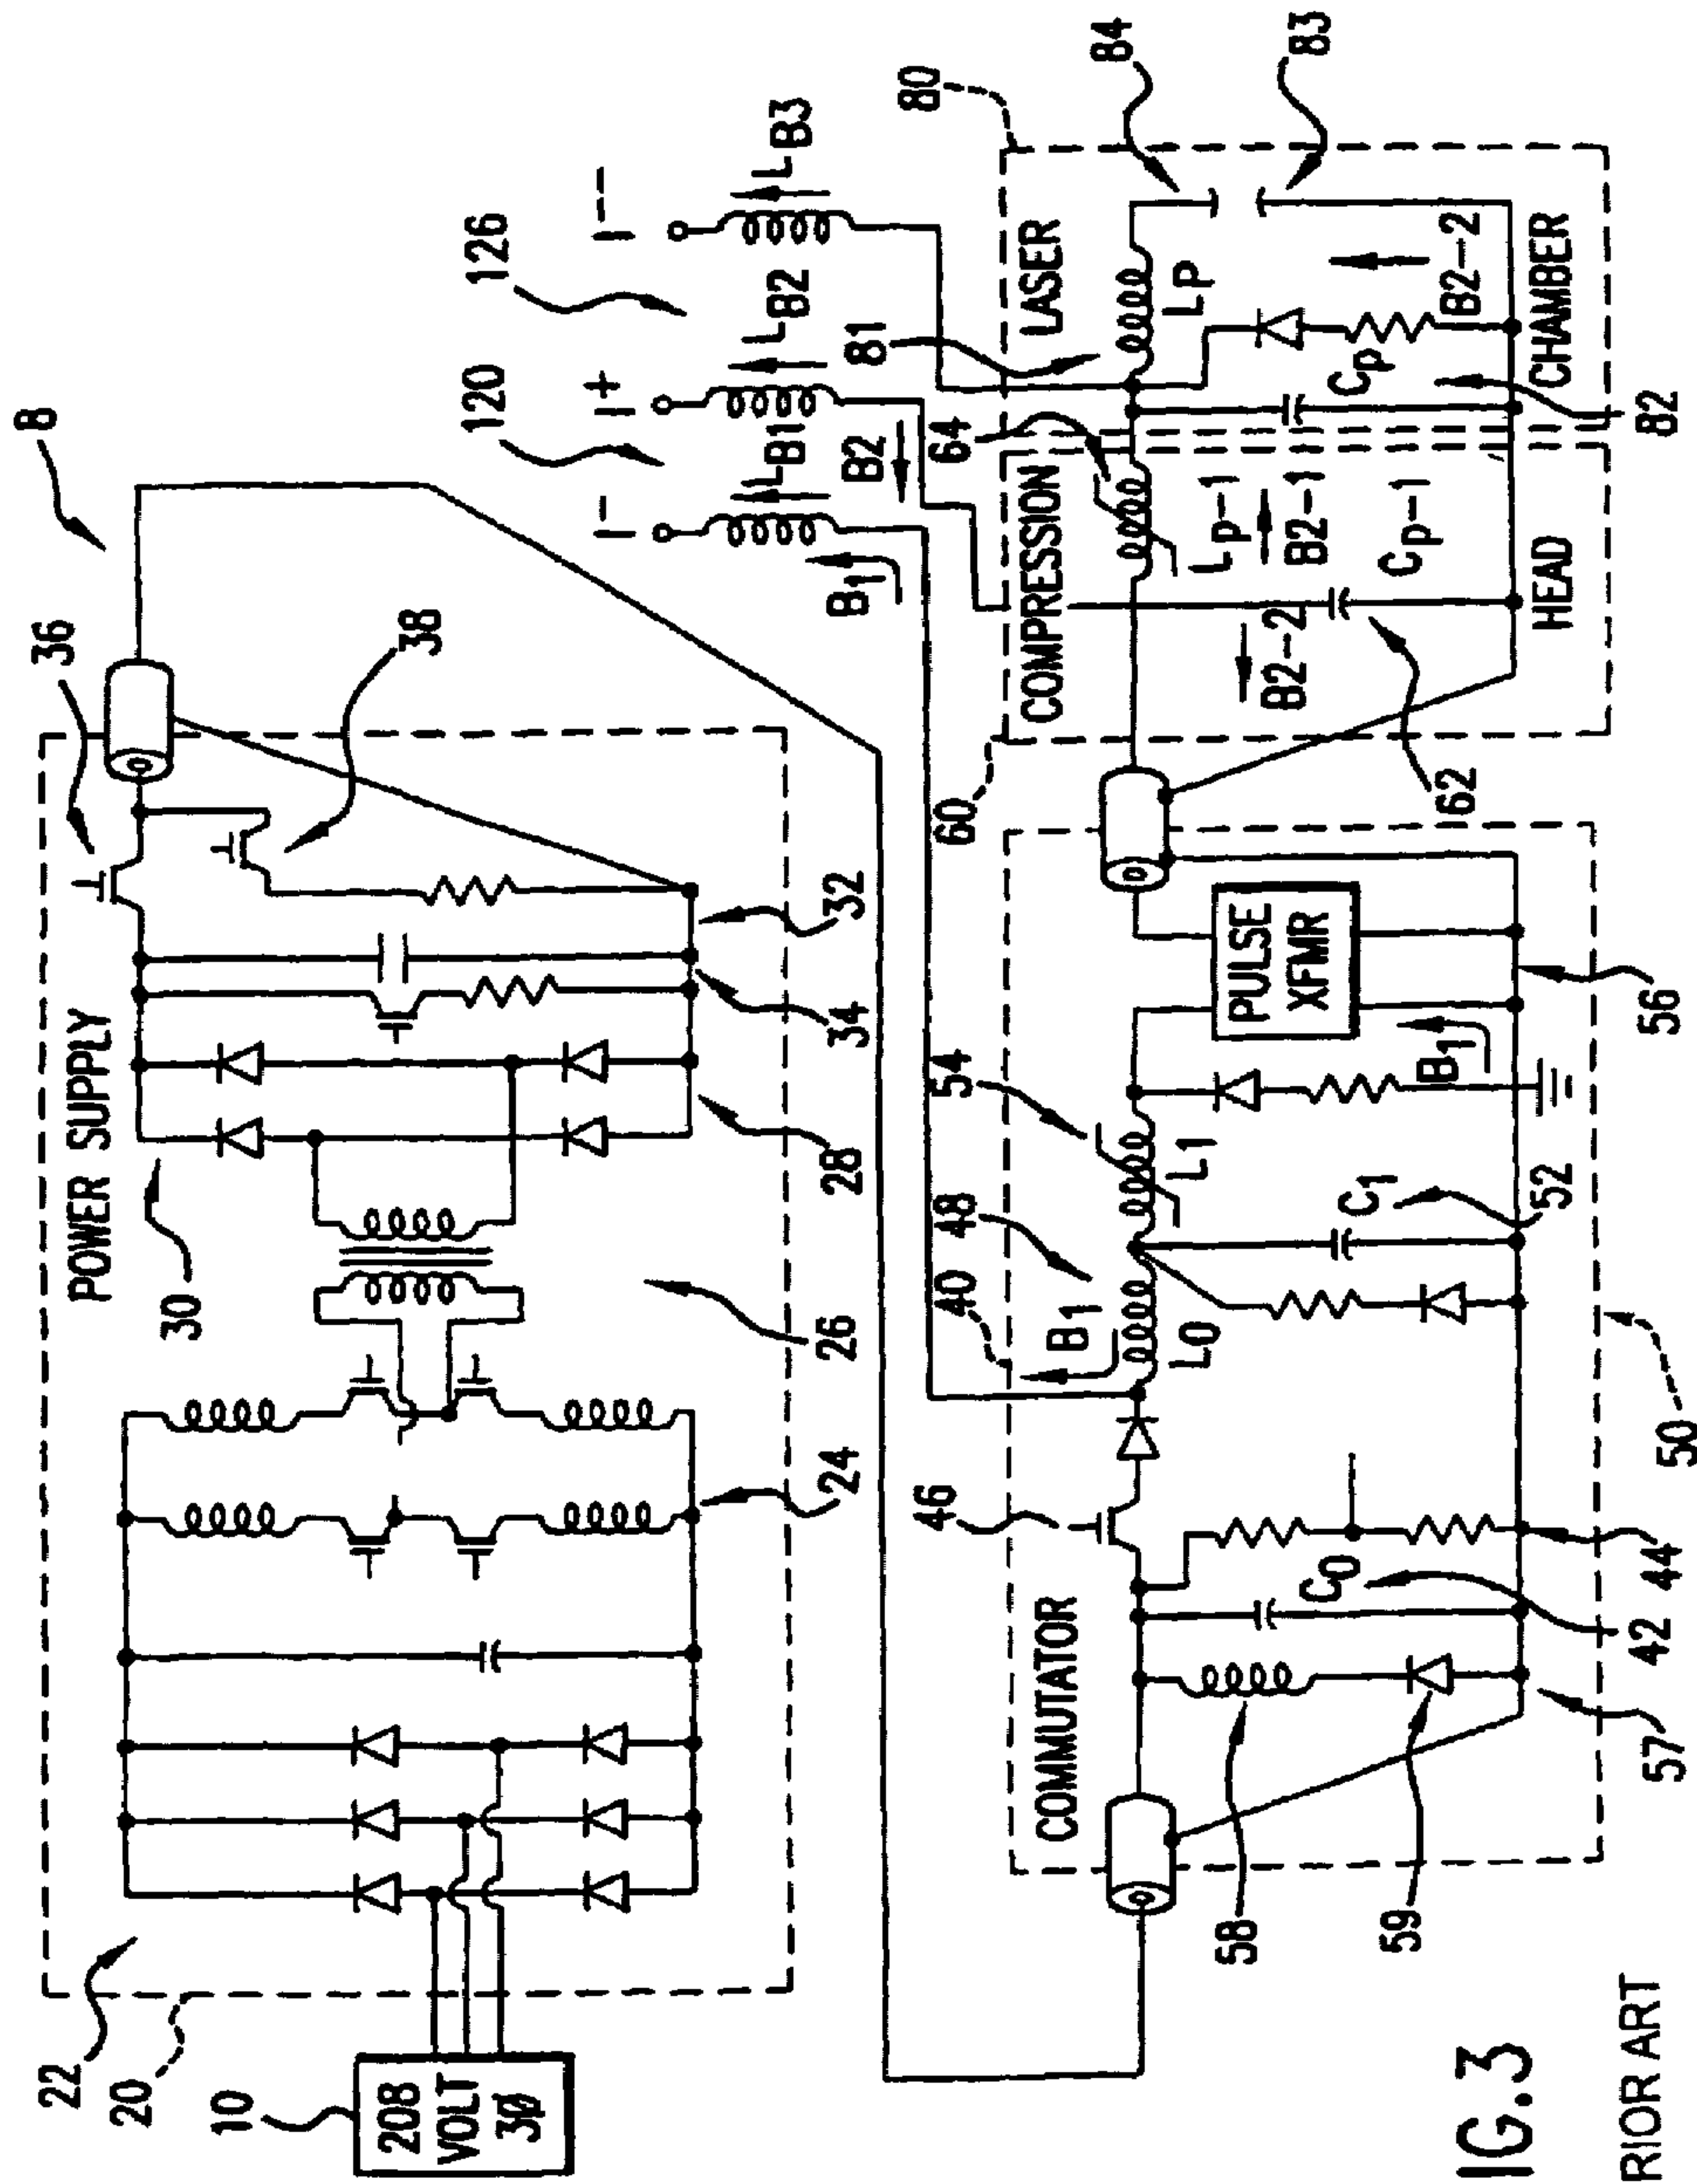 8
36
38
POWER SUPPLY
30
32
34
28
26
24
22
20
10
208
VOLT
3Ø
120
126
I-
I+
I-
LB1
LB2
LB3
B1
B2
81
64
80
84
83
LASER
CHAMBER
LP
CP
B2-2
82
COMPRESSION
HEAD
Lp-1
B2-1
Cp-1
B2-2
62
60
PULSE
XFMR
B1
56
54
L1
C1
52
48
40
B1
L0
50
46
COMMUTATOR
C0
44
42
57
58
59
IG.3
RIOR ART